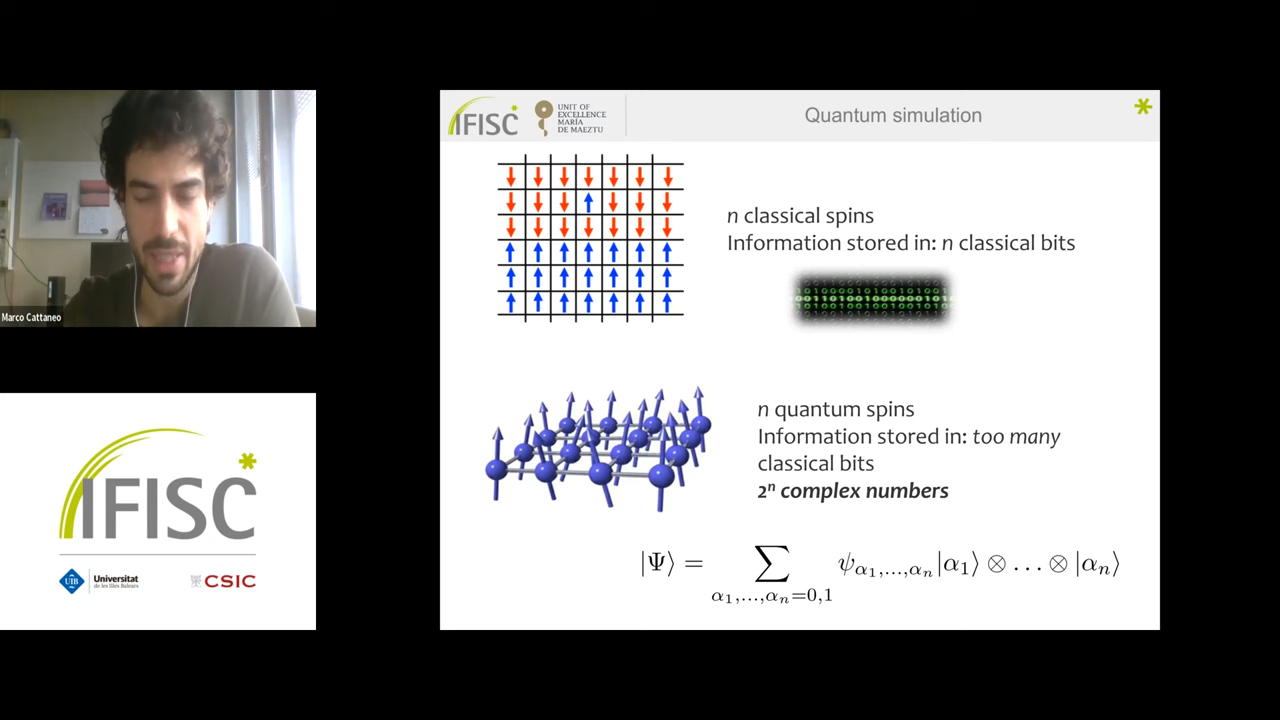 Marco Cattaneo
IFISC
UIB
Universitat
de les Illes Balears
CSIC
IFISC
UNIT OF
EXCELLENCE
MARÍA
DE MAEZTU
Quantum simulation
n classical spins
Information stored in: n classical bits
n quantum spins
Information stored in: too many
classical bits
2ⁿ complex numbers
|Ψ⟩ = ∑ ψ_{α₁,...,αₙ} |α₁⟩ ⊗ ... ⊗ |αₙ⟩
α₁,...,αₙ=0,1